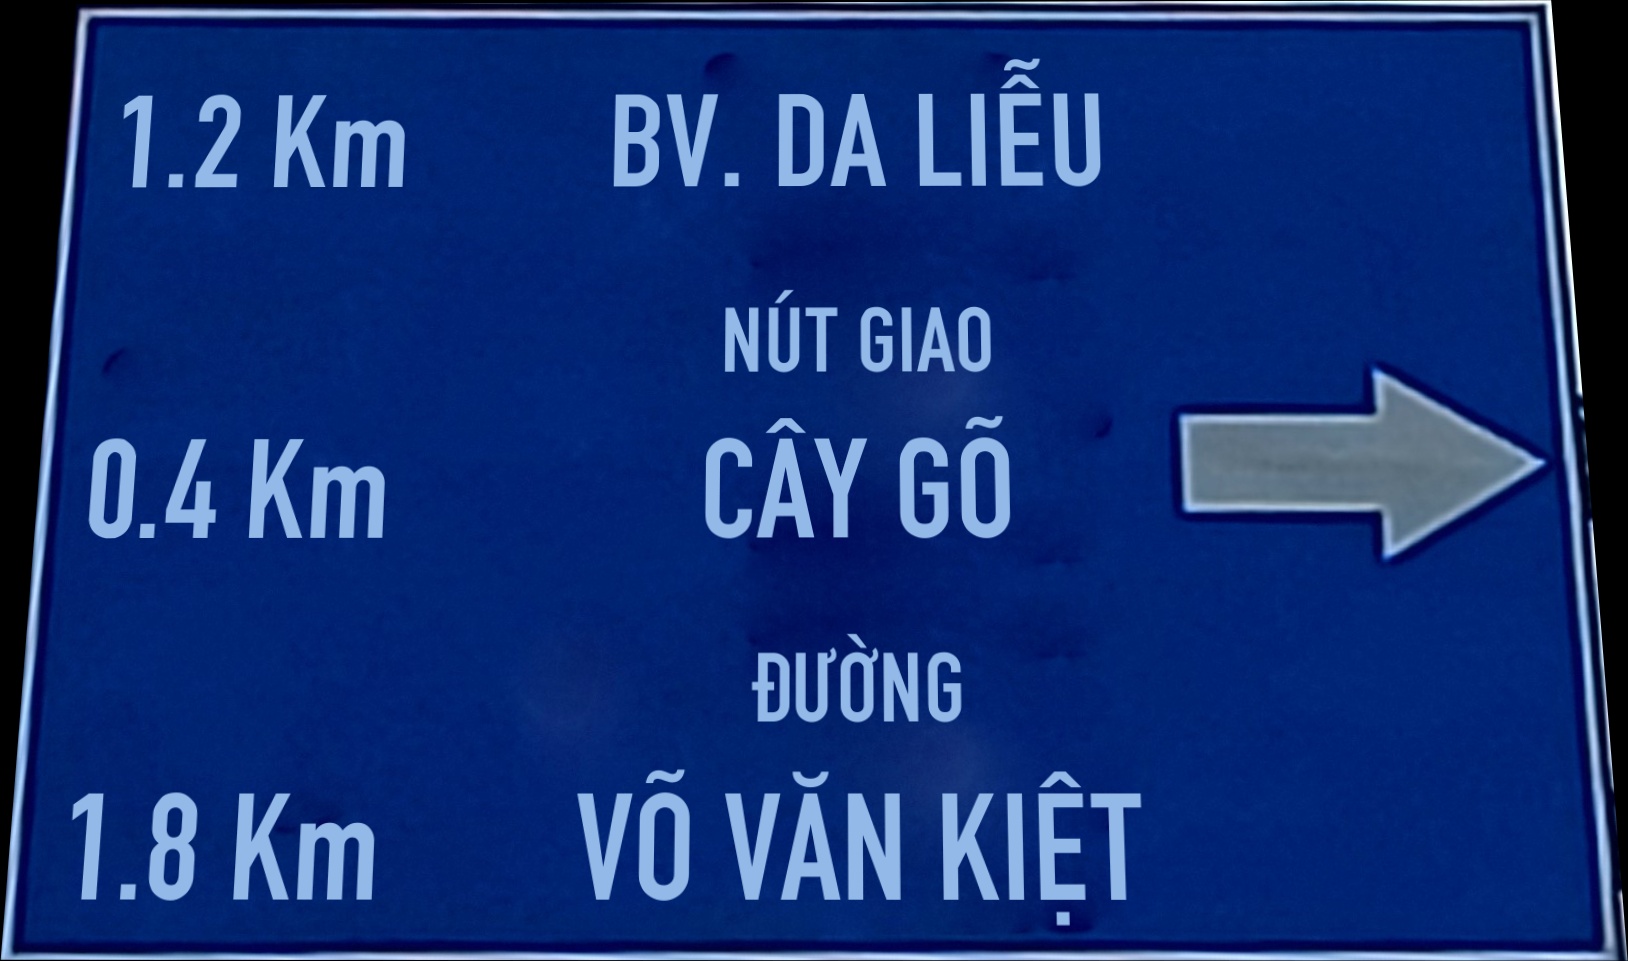 1.2 Km BV. DA LIỄU
NÚT GIAO
0.4 Km CÂY GÕ
ĐƯỜNG
1.8 Km VÕ VĂN KIỆT